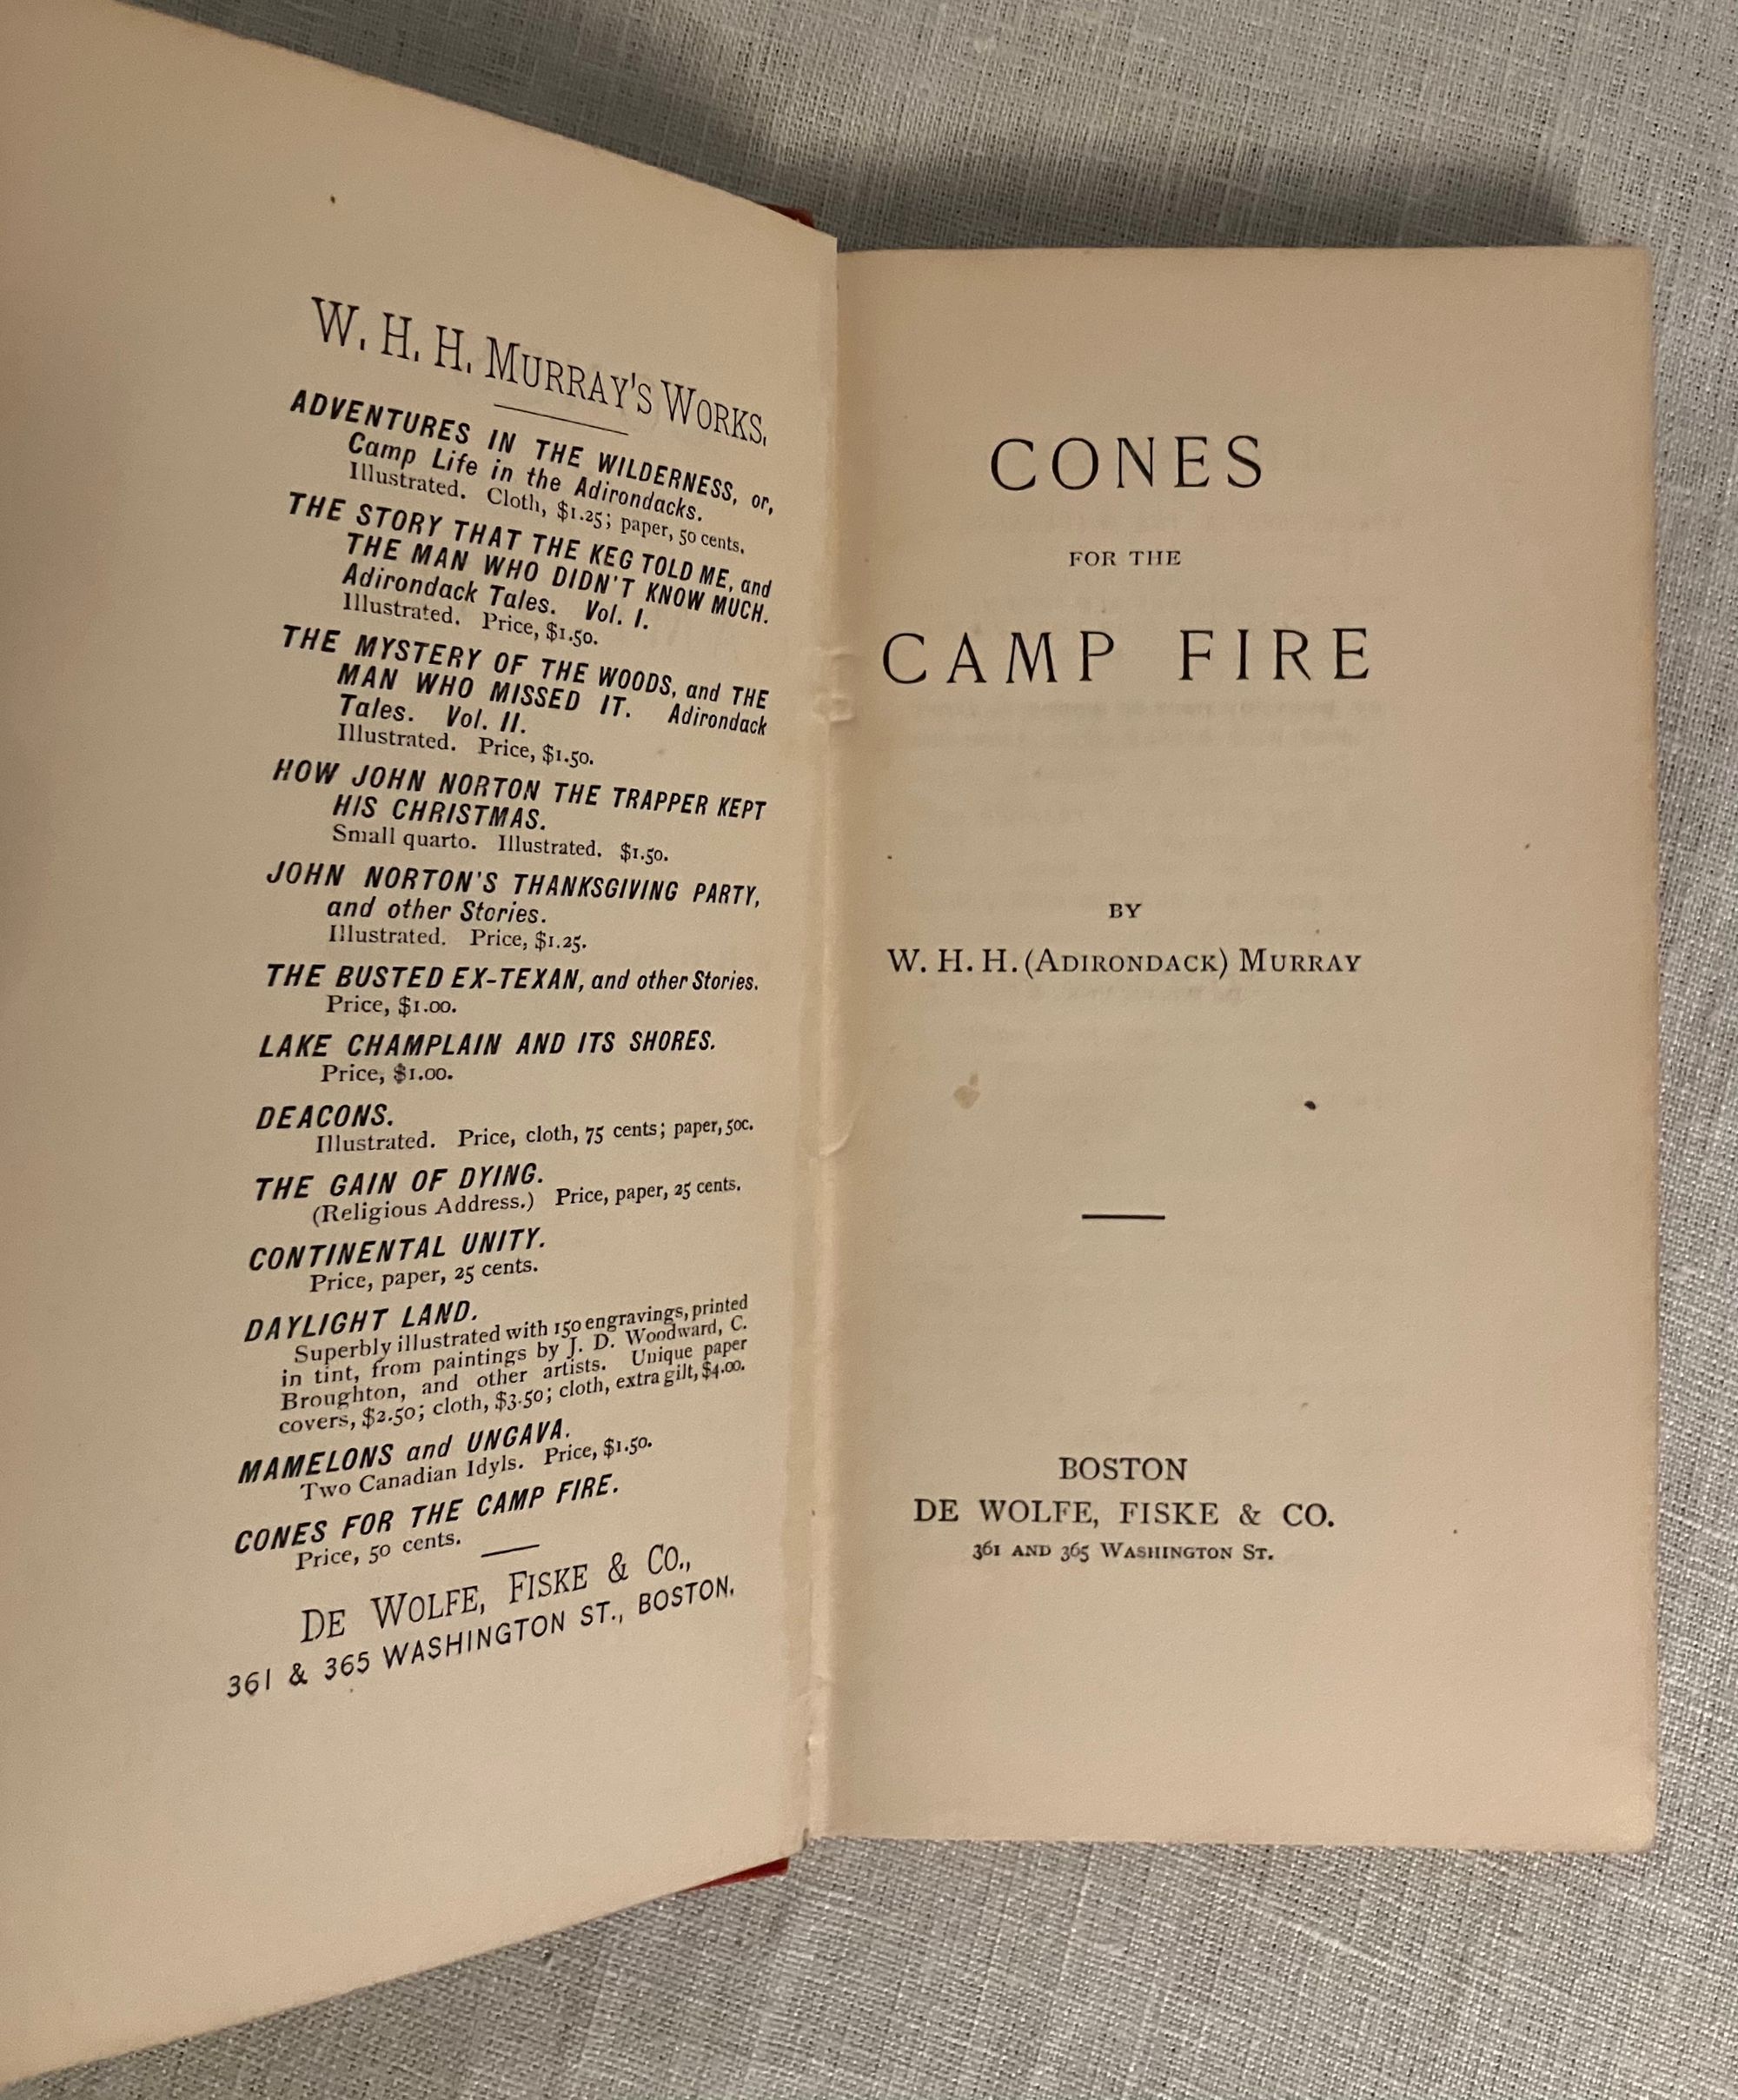 W. H. H. MURRAY'S WORKS.
ADVENTURES IN THE WILDERNESS, or,
Camp Life in the Adirondacks.
Illustrated. Cloth, $1.25; paper, 50 cents.
THE STORY THAT THE KEG TOLD ME, and
THE MAN WHO DIDN'T KNOW MUCH.
Adirondack Tales. Vol. I.
Illustrated. Price, $1.50.
THE MYSTERY OF THE WOODS, and THE
MAN WHO MISSED IT. Adirondack
Tales. Vol. II.
Illustrated. Price, $1.50.
HOW JOHN NORTON THE TRAPPER KEPT
HIS CHRISTMAS.
Small quarto. Illustrated. $1.50.
JOHN NORTON'S THANKSGIVING PARTY,
and other Stories.
Illustrated. Price, $1.25.
THE BUSTED EX-TEXAN, and other Stories.
Price, $1.00.
LAKE CHAMPLAIN AND ITS SHORES.
Price, $1.00.
DEACONS.
Illustrated. Price, cloth, 75 cents; paper, 50c.
THE GAIN OF DYING.
(Religious Address.) Price, paper, 25 cents.
CONTINENTAL UNITY.
Price, paper, 25 cents.
DAYLIGHT LAND.
Superbly illustrated with 150 engravings, printed
in tint, from paintings by J. D. Woodward, C.
Broughton, and other artists. Unique paper
covers, $2.50; cloth, $3.50; cloth, extra gilt, $4.00.
MAMELONS and UNGAVA.
Two Canadian Idyls. Price, $1.50.
CONES FOR THE CAMP FIRE.
Price, 50 cents.
DE WOLFE, FISKE & CO.,
361 & 365 WASHINGTON ST., BOSTON.
CONES
FOR THE
CAMP FIRE
BY
W. H. H. (ADIRONDACK) MURRAY
BOSTON
DE WOLFE, FISKE & CO.
361 AND 365 WASHINGTON ST.